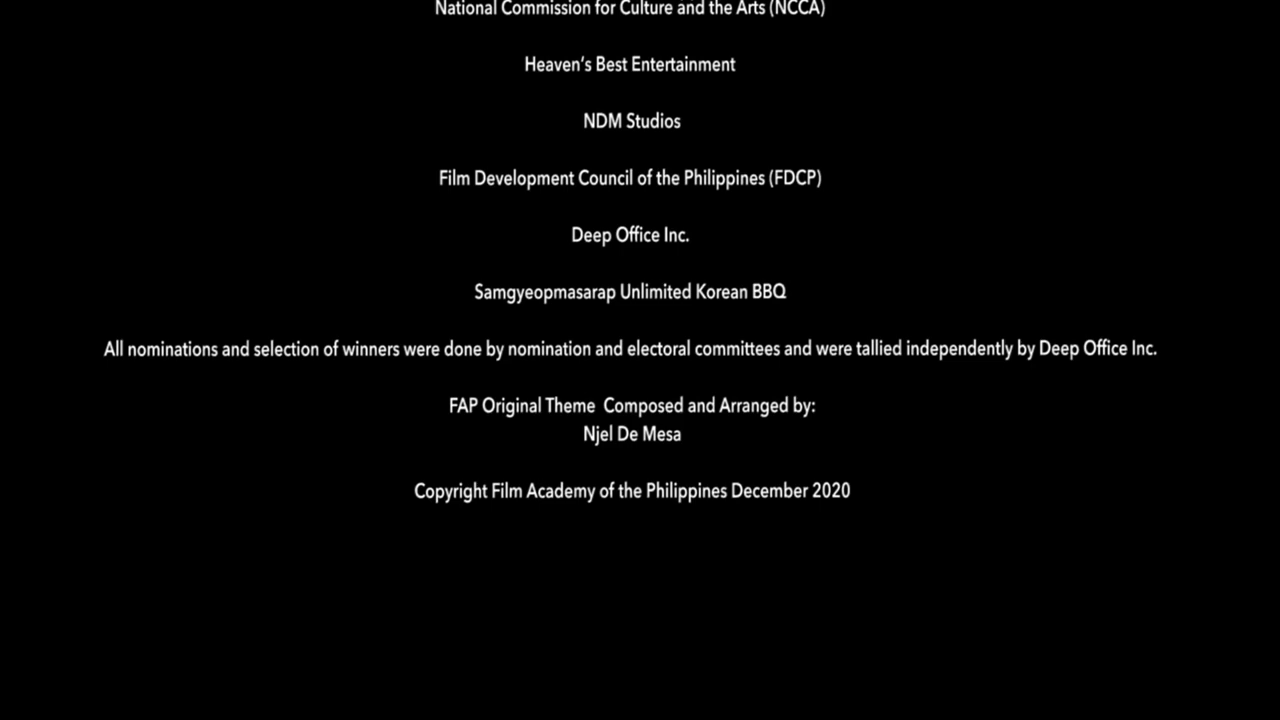 National Commission for Culture and the Arts (NCCA)
Heaven's Best Entertainment
NDM Studios
Film Development Council of the Philippines (FDCP)
Deep Office Inc.
Samgyeopmasarap Unlimited Korean BBQ
All nominations and selection of winners were done by nomination and electoral committees and were tallied independently by Deep Office Inc.
FAP Original Theme  Composed and Arranged by:
Njel De Mesa
Copyright Film Academy of the Philippines December 2020